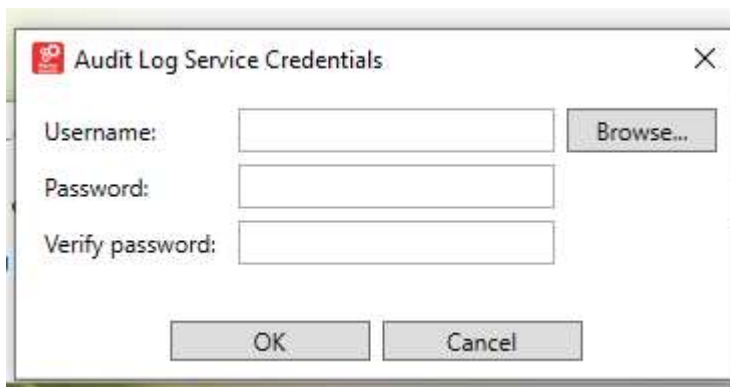 Audit Log Service Credentials
Username:
Browse...
Password:
Verify password:
OK
Cancel